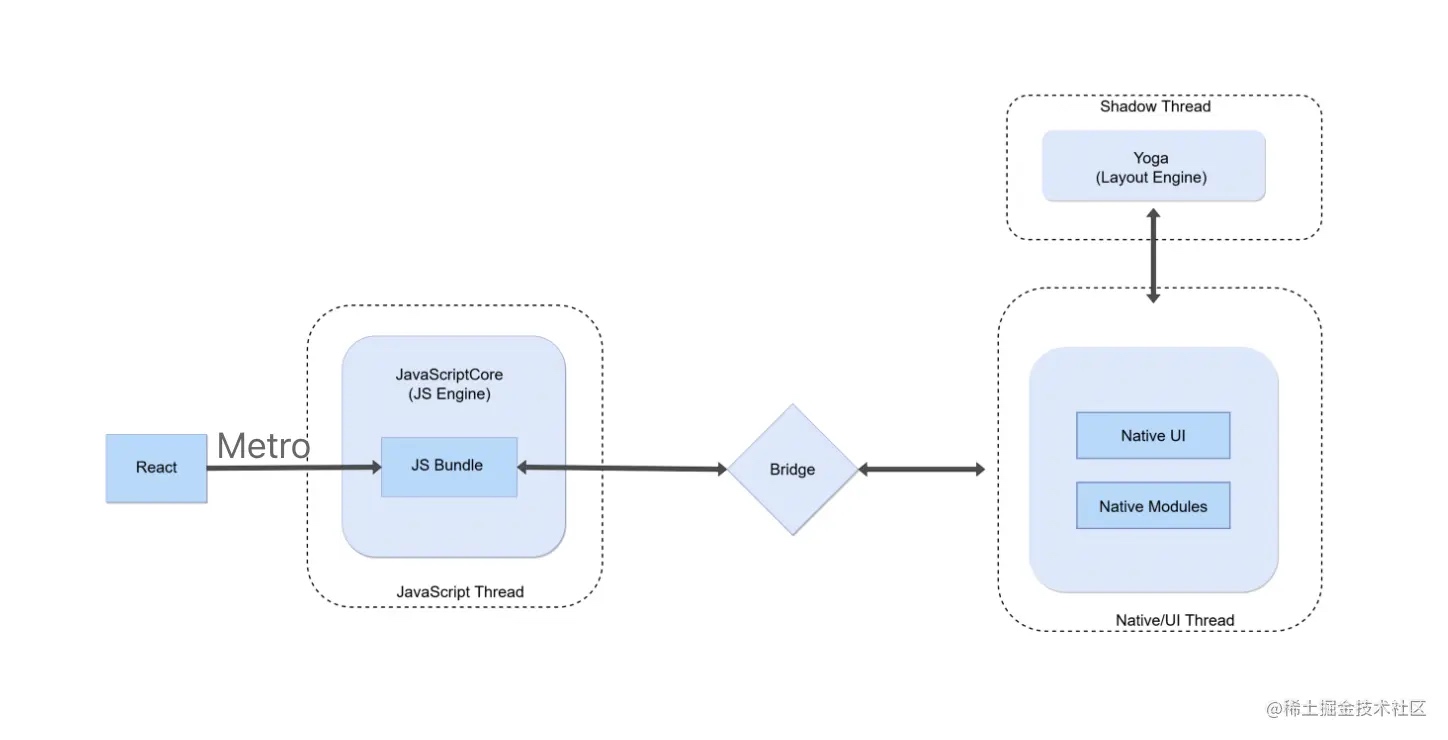 Shadow Thread
Yoga
(Layout Engine)
JavaScriptCore
(JS Engine)
React
Metro
JS Bundle
Bridge
Native UI
Native Modules
JavaScript Thread
Native/UI Thread
@稀土掘金技术社区